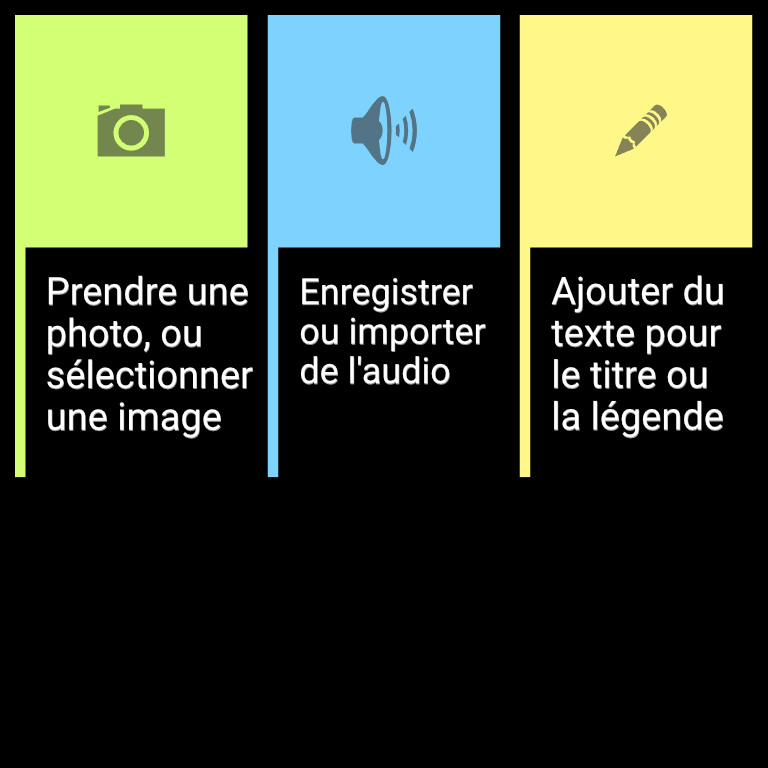 Prendre une
photo, ou
sélectionner
une image
Enregistrer
ou importer
de l'audio
Ajouter du
texte pour
le titre ou
la légende